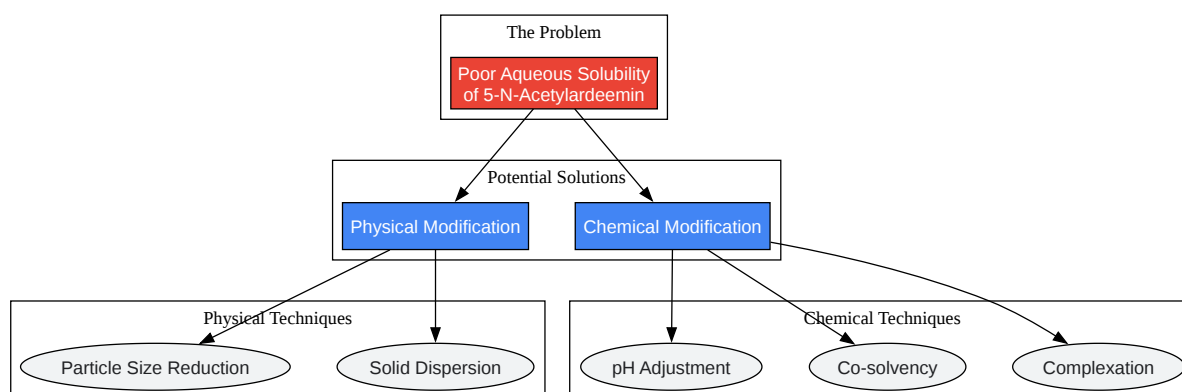 The Problem
Poor Aqueous Solubility
of 5-N-Acetylardeemin
Potential Solutions
Physical Modification
Chemical Modification
Physical Techniques
Chemical Techniques
Particle Size Reduction
Solid Dispersion
pH Adjustment
Co-solvency
Complexation